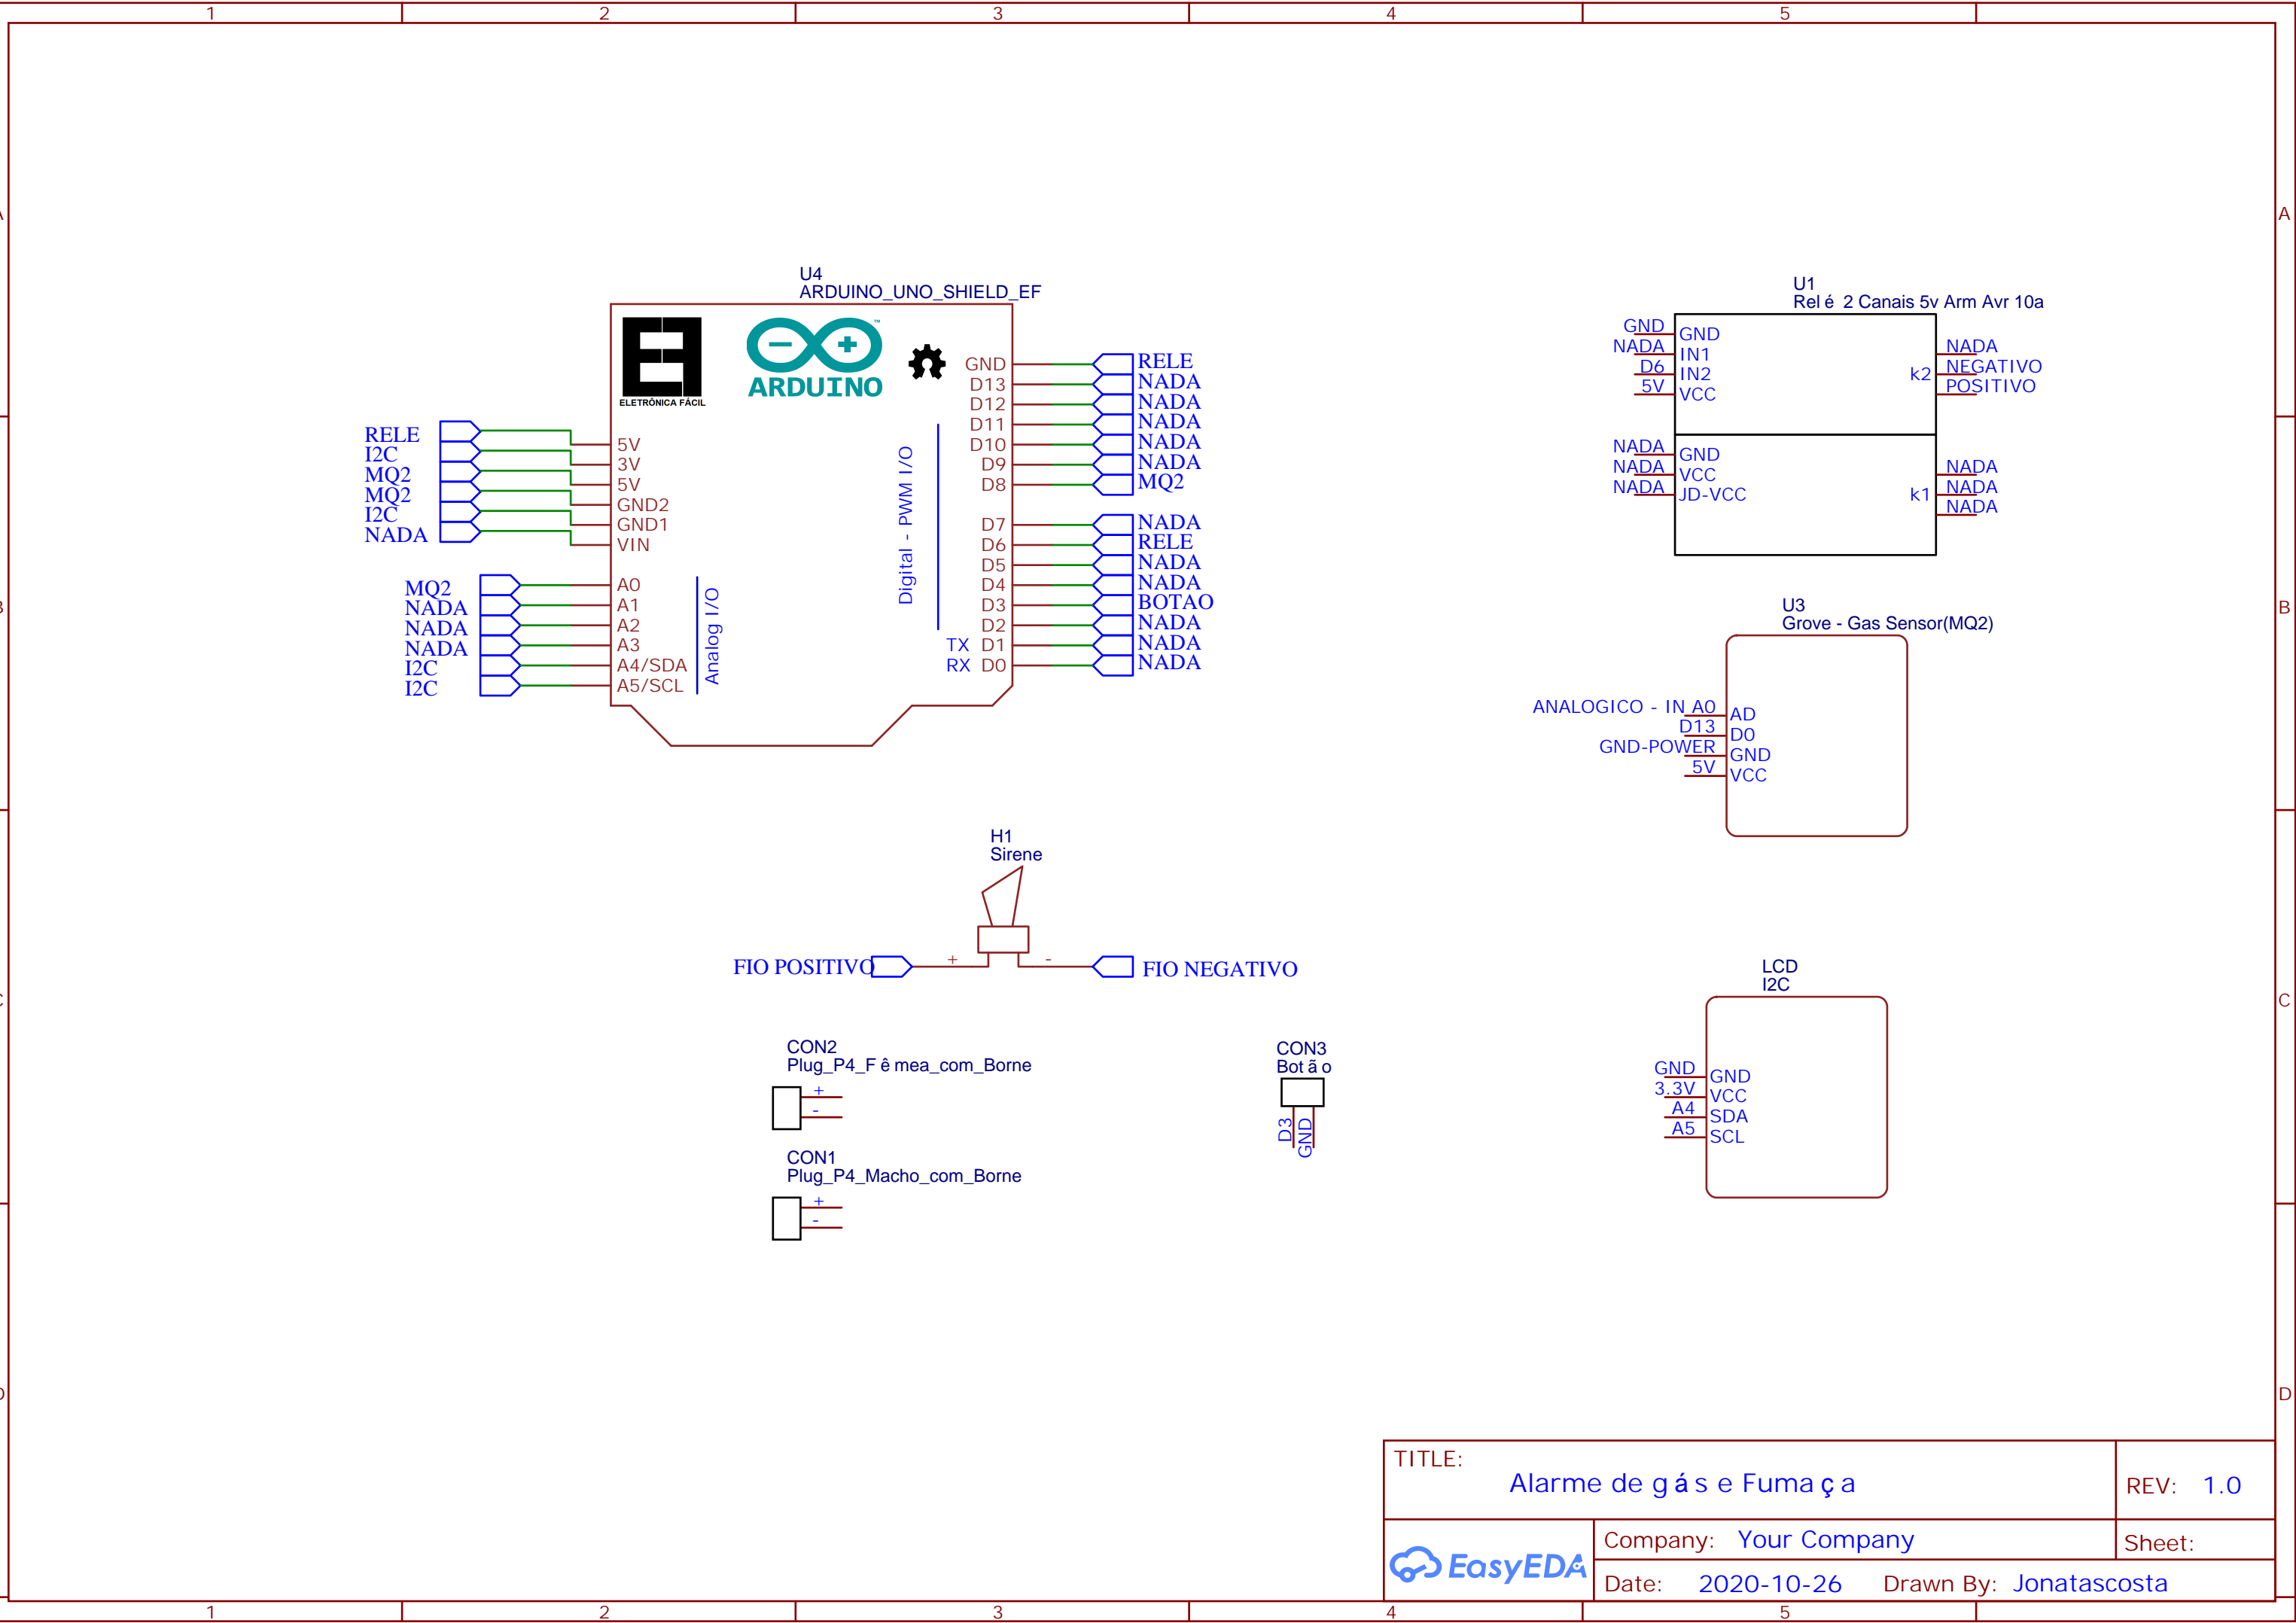 1 2 3 4 5
A
A
U4
ARDUINO_UNO_SHIELD_EF
ELETRÔNICA FÁCIL
ARDUINO
™
RELE
I2C
MQ2
MQ2
I2C
NADA
5V
3V
5V
GND2
GND1
VIN
MQ2
NADA
NADA
NADA
I2C
I2C
A0
A1
A2
A3
A4/SDA
A5/SCL
Analog I/O
Digital - PWM I/O
GND RELE
D13 NADA
D12 NADA
D11 NADA
D10 NADA
D9 NADA
D8 MQ2
D7 NADA
D6 RELE
D5 NADA
D4 NADA
D3 BOTAO
D2 NADA
TX D1 NADA
RX D0 NADA
U1
Relé 2 Canais 5v Arm Avr 10a
GND GND
NADA IN1
D6 IN2
5V VCC
k2
NADA
NEGATIVO
POSITIVO
NADA GND
NADA VCC
NADA JD-VCC
k1
NADA
NADA
NADA
B
B
U3
Grove - Gas Sensor(MQ2)
ANALOGICO - IN A0 AD
D13 D0
GND-POWER GND
5V VCC
H1
Sirene
FIO POSITIVO + - FIO NEGATIVO
C
C
CON2
Plug_P4_Fêmea_com_Borne
+
-
CON1
Plug_P4_Macho_com_Borne
+
-
CON3
Botão
D3
GND
LCD
I2C
GND GND
3.3V VCC
A4 SDA
A5 SCL
D
D
TITLE:
Alarme de gás e Fumaça
REV: 1.0
EasyEDA
Company: Your Company
Sheet:
Date: 2020-10-26 Drawn By: Jonatascosta
1 2 3 4 5